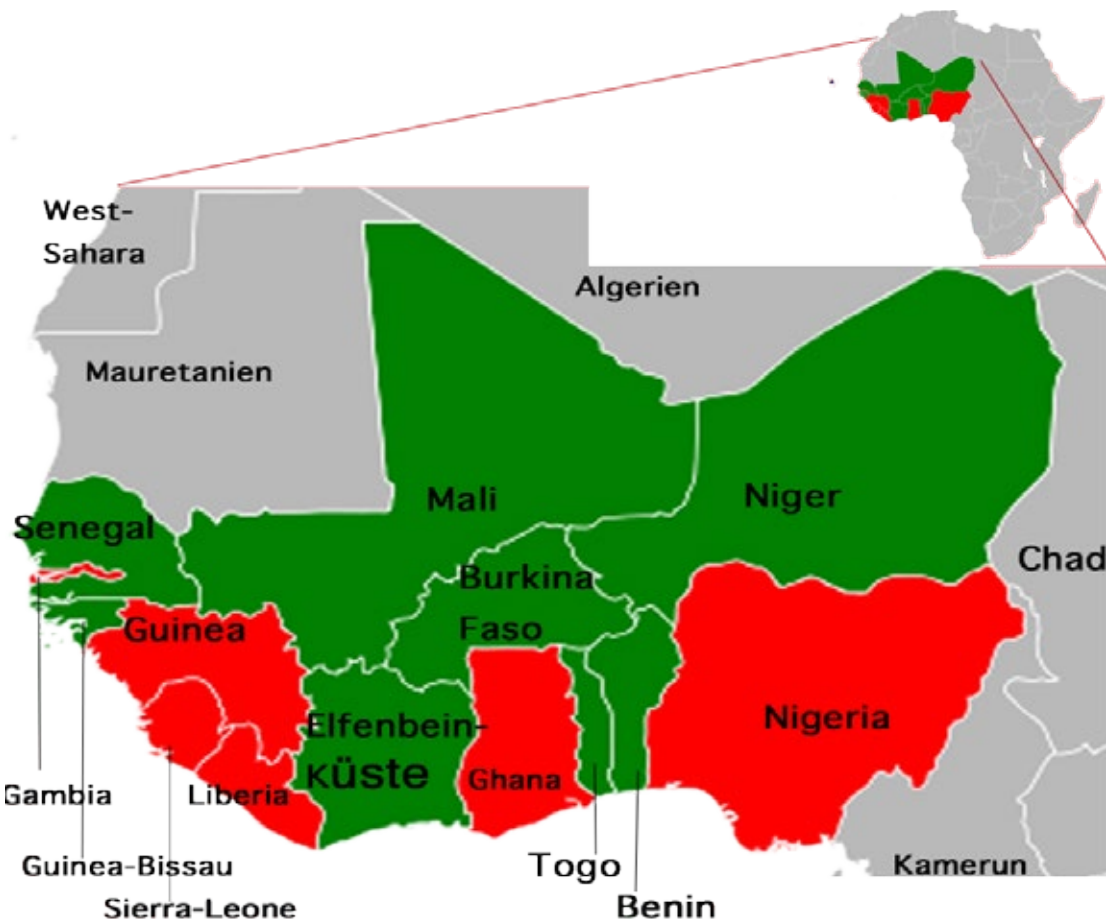 West-
Sahara
Algerien
Mauretanien
Mali
Niger
Senegal
Chad
Burkina
Faso
Guinea
Nigeria
Elfenbein-
Küste
Ghana
Gambia
Liberia
Guinea-Bissau
Togo
Kamerun
Sierra-Leone
Benin